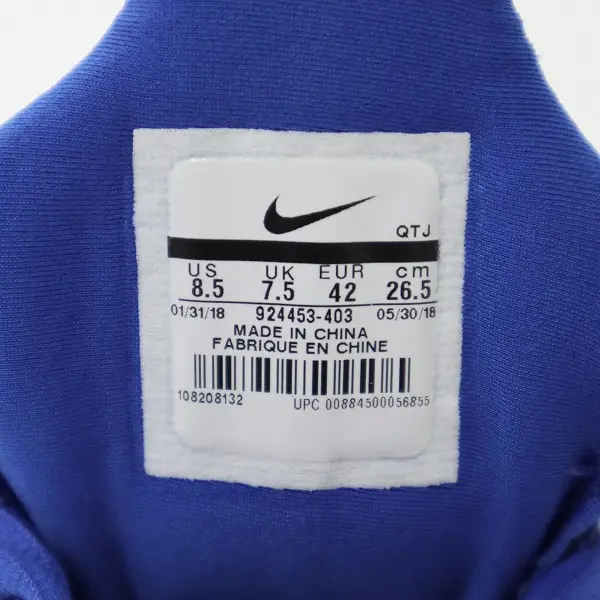 QTJ
US UK EUR cm
8.5 7.5 42 26.5
01/31/18 924453-403 05/30/18
MADE IN CHINA
FABRIQUE EN CHINE
108208132 UPC 00884500056855